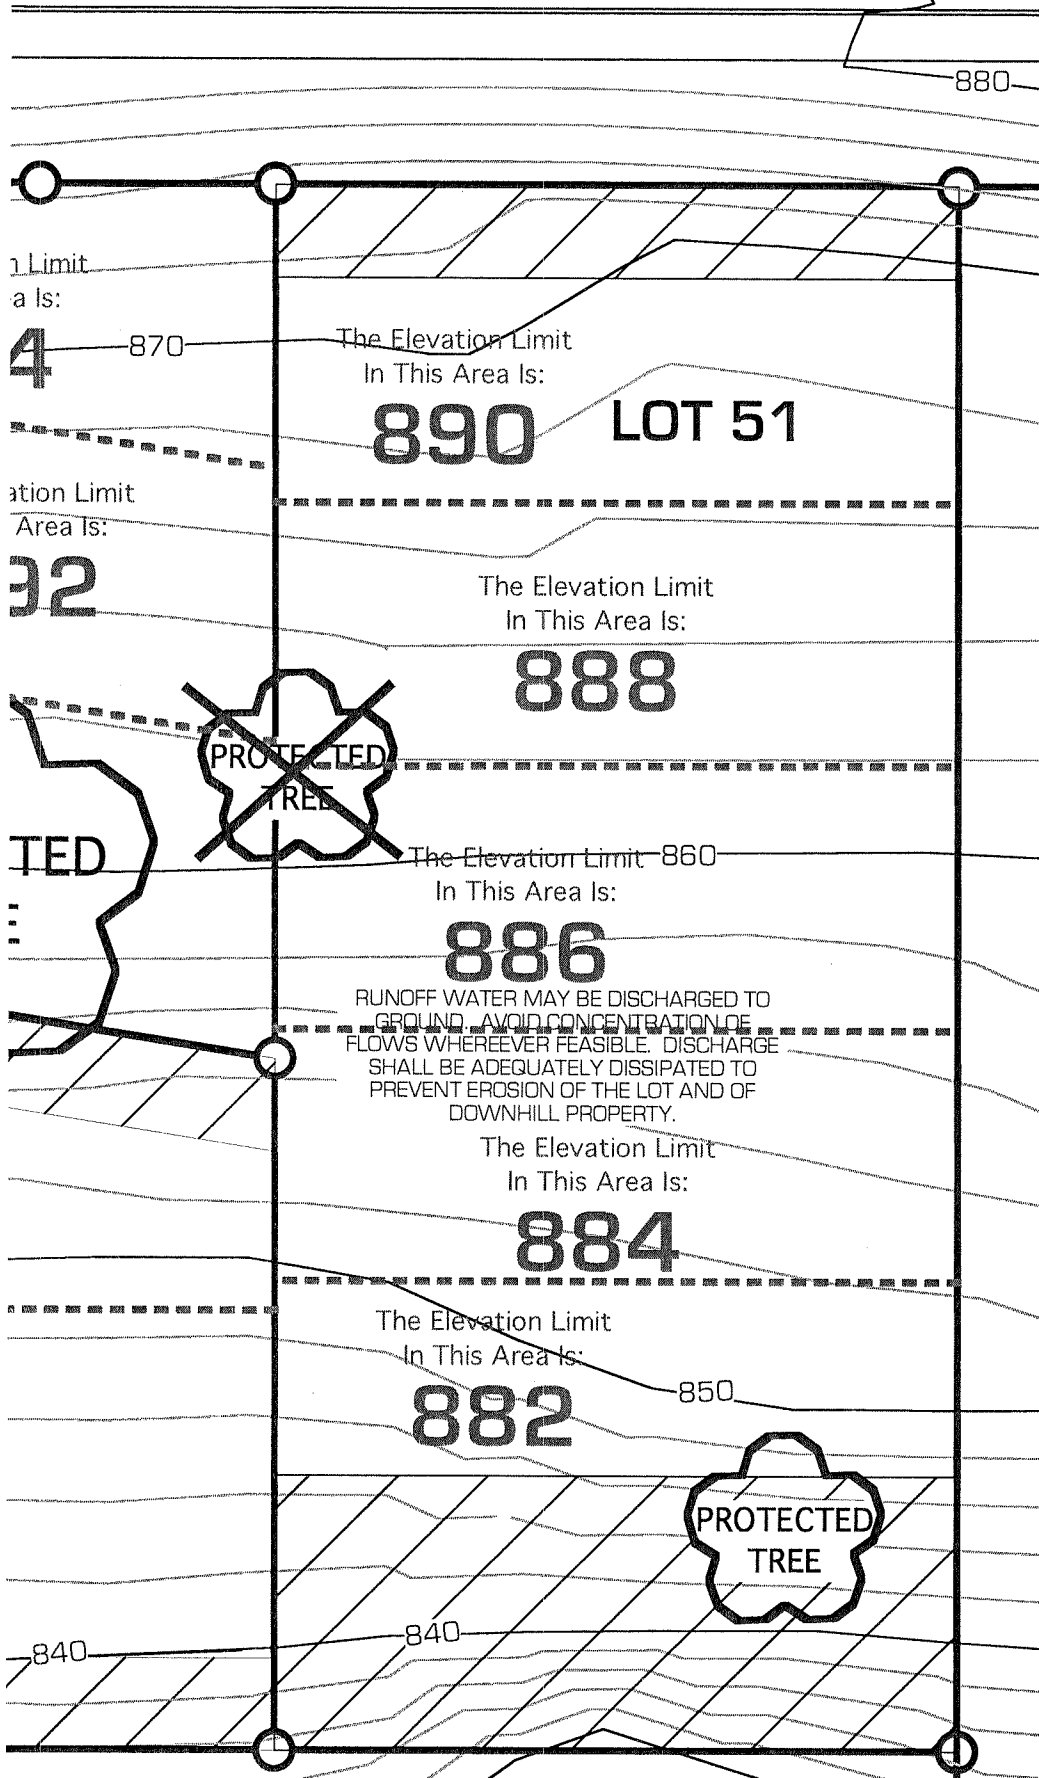 880
n Limit
a Is:
4
870
The Elevation Limit
In This Area Is:
890
LOT 51
ation Limit
Area Is:
92
The Elevation Limit
In This Area Is:
888
PROTECTED
TREE
TED
E
The Elevation Limit
860
In This Area Is:
886
RUNOFF WATER MAY BE DISCHARGED TO
GROUND. AVOID CONCENTRATION OF
FLOWS WHEREEVER FEASIBLE. DISCHARGE
SHALL BE ADEQUATELY DISSIPATED TO
PREVENT EROSION OF THE LOT AND OF
DOWNHILL PROPERTY.
The Elevation Limit
In This Area Is:
884
The Elevation Limit
In This Area Is:
850
882
PROTECTED
TREE
840
840